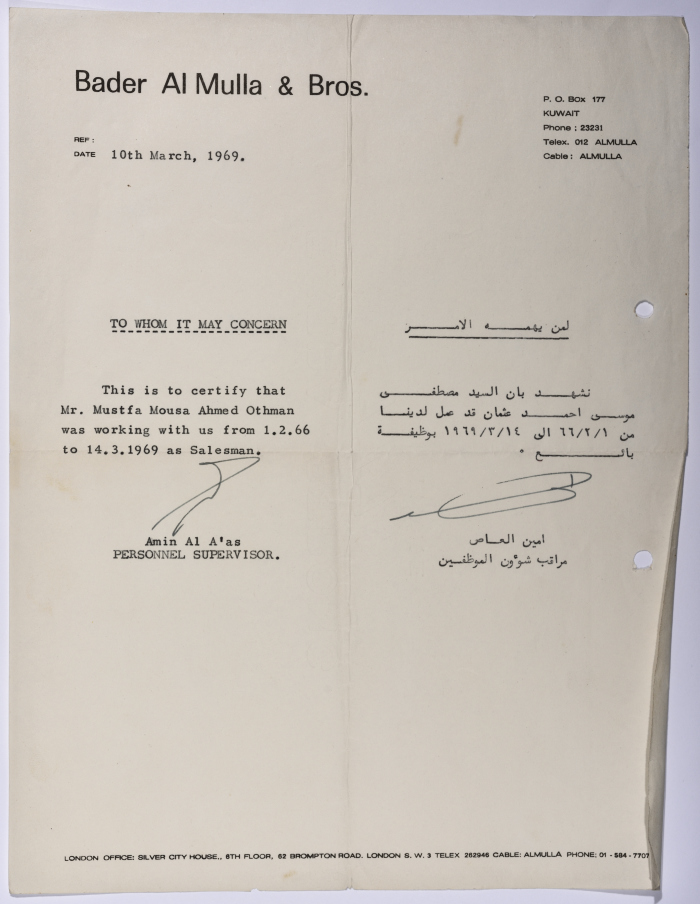 Bader Al Mulla & Bros.
P. O. Box 177
KUWAIT
Phone : 23231
Telex. 012 ALMULLA
Cable : ALMULLA
REF :
DATE 10th March, 1969.
TO WHOM IT MAY CONCERN
This is to certify that
Mr. Mustfa Mousa Ahmed Othman
was working with us from 1.2.66
to 14.3.1969 as Salesman.
Amin Al A'as
PERSONNEL SUPERVISOR.
لمن يهمه الامر
نشهد بان السيد مصطفى
موسى احمد عثمان قد عمل لدينا
من ٦٦/٢/١ الى ١٩٦٩/٣/١٤ بوظيفة
بائع .
امين العاص
مراقب شوؤن الموظفين
LONDON OFFICE: SILVER CITY HOUSE., 6TH FLOOR, 62 BROMPTON ROAD. LONDON S. W. 3 TELEX 262946 CABLE: ALMULLA PHONE; 01 - 584 - 7707